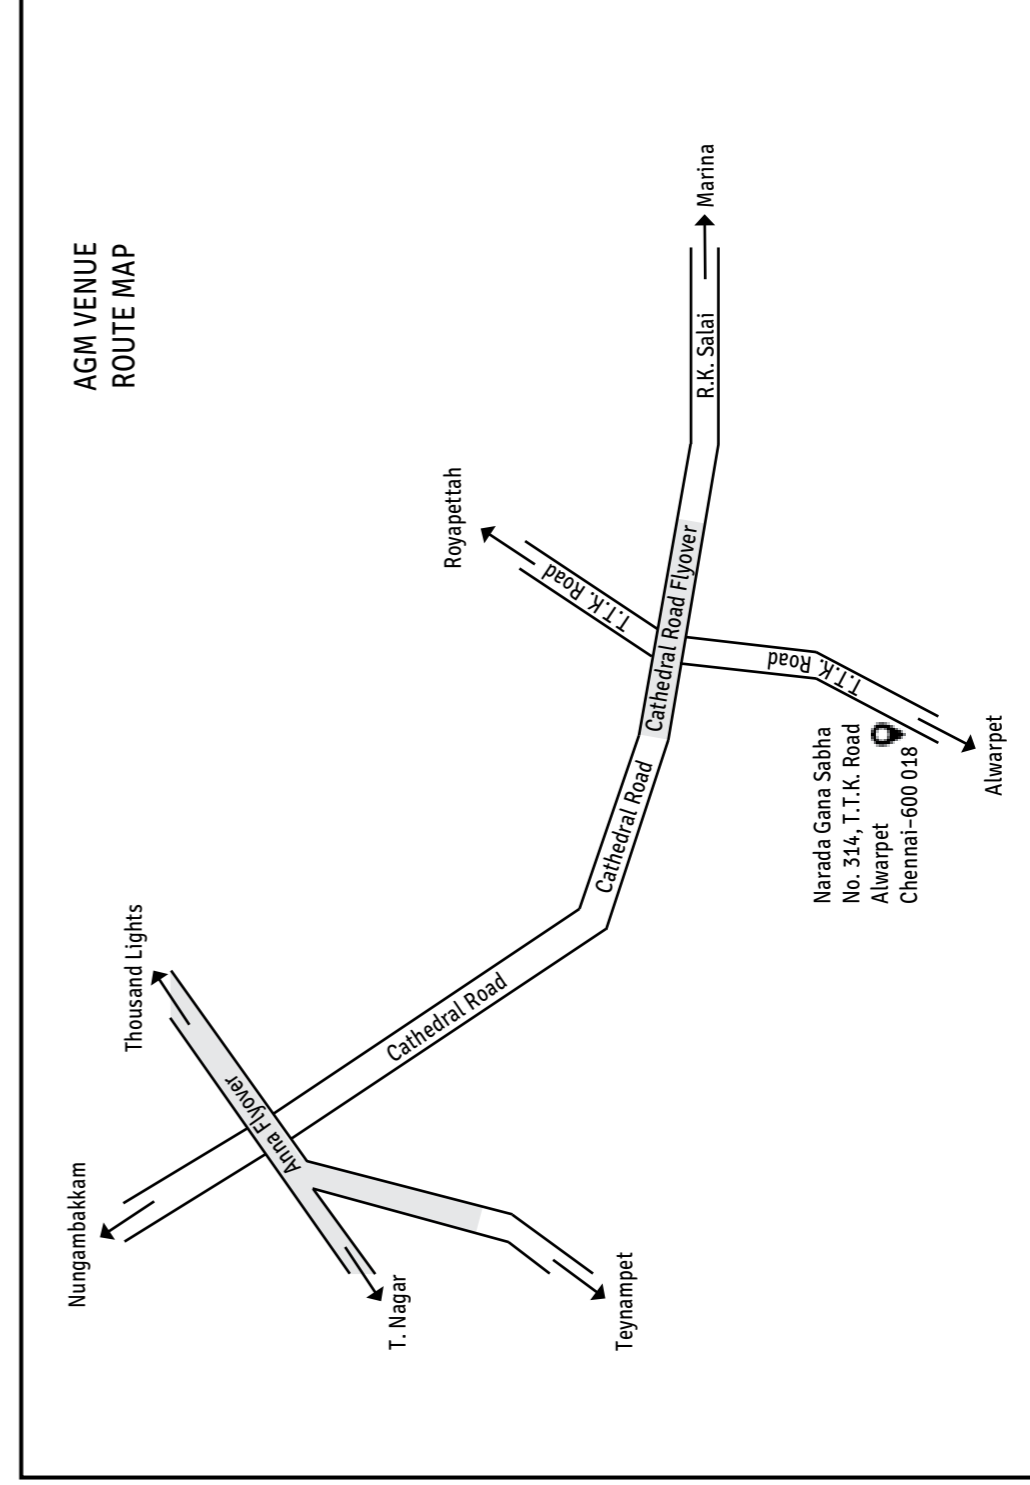 AGM VENUE
ROUTE MAP
Nungambakkam
Thousand Lights
Anna Flyover
T. Nagar
Teynampet
Cathedral Road
Cathedral Road
Cathedral Road Flyover
Royapettah
T.T.K. Road
R.K. Salai
Marina
T.T.K. Road
Narada Gana Sabha
No. 314, T.T.K. Road
Alwarpet
Chennai-600 018
Alwarpet